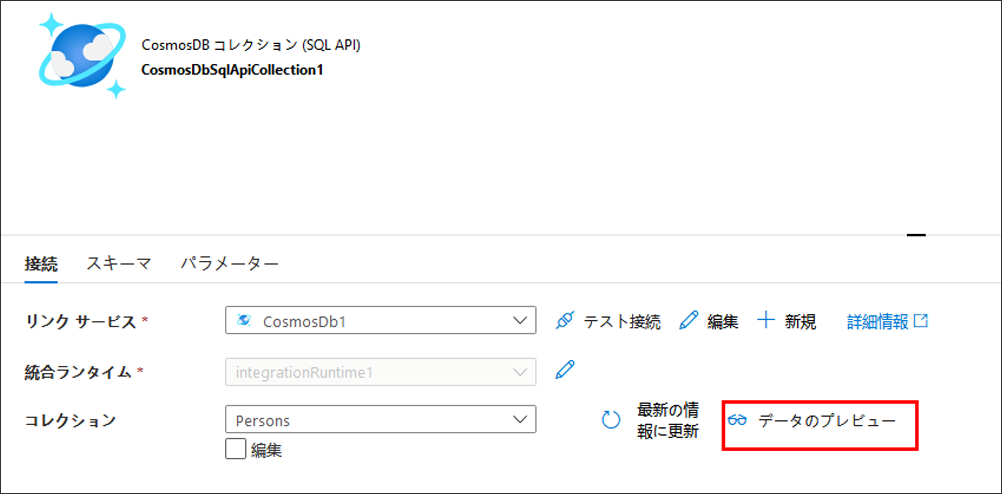 CosmosDB コレクション (SQL API)
CosmosDbSqlApiCollection1
接続 スキーマ パラメーター
リンク サービス * CosmosDb1 テスト接続 編集 新規 詳細情報
統合ランタイム * integrationRuntime1
コレクション Persons 最新の情報に更新 データのプレビュー
編集